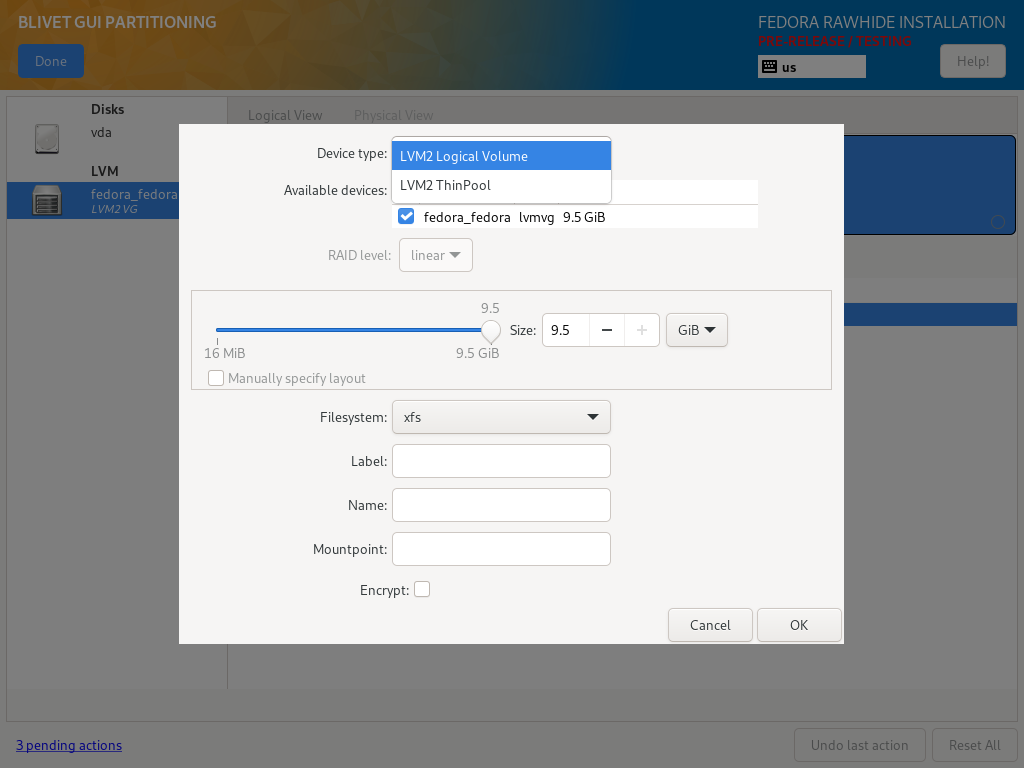 BLIVET GUI PARTITIONING
FEDORA RAWHIDE INSTALLATION
PRE-RELEASE / TESTING
Done
us
Help!
Disks
vda
LVM
fedora_fedora
LVM2 VG
Logical View
Physical View
Device type:
LVM2 Logical Volume
LVM2 ThinPool
Available devices:
fedora_fedora lvmvg 9.5 GiB
RAID level:
linear
9.5
16 MiB
9.5 GiB
Size:
9.5
GiB
Manually specify layout
Filesystem:
xfs
Label:
Name:
Mountpoint:
Encrypt:
Cancel
OK
3 pending actions
Undo last action
Reset All